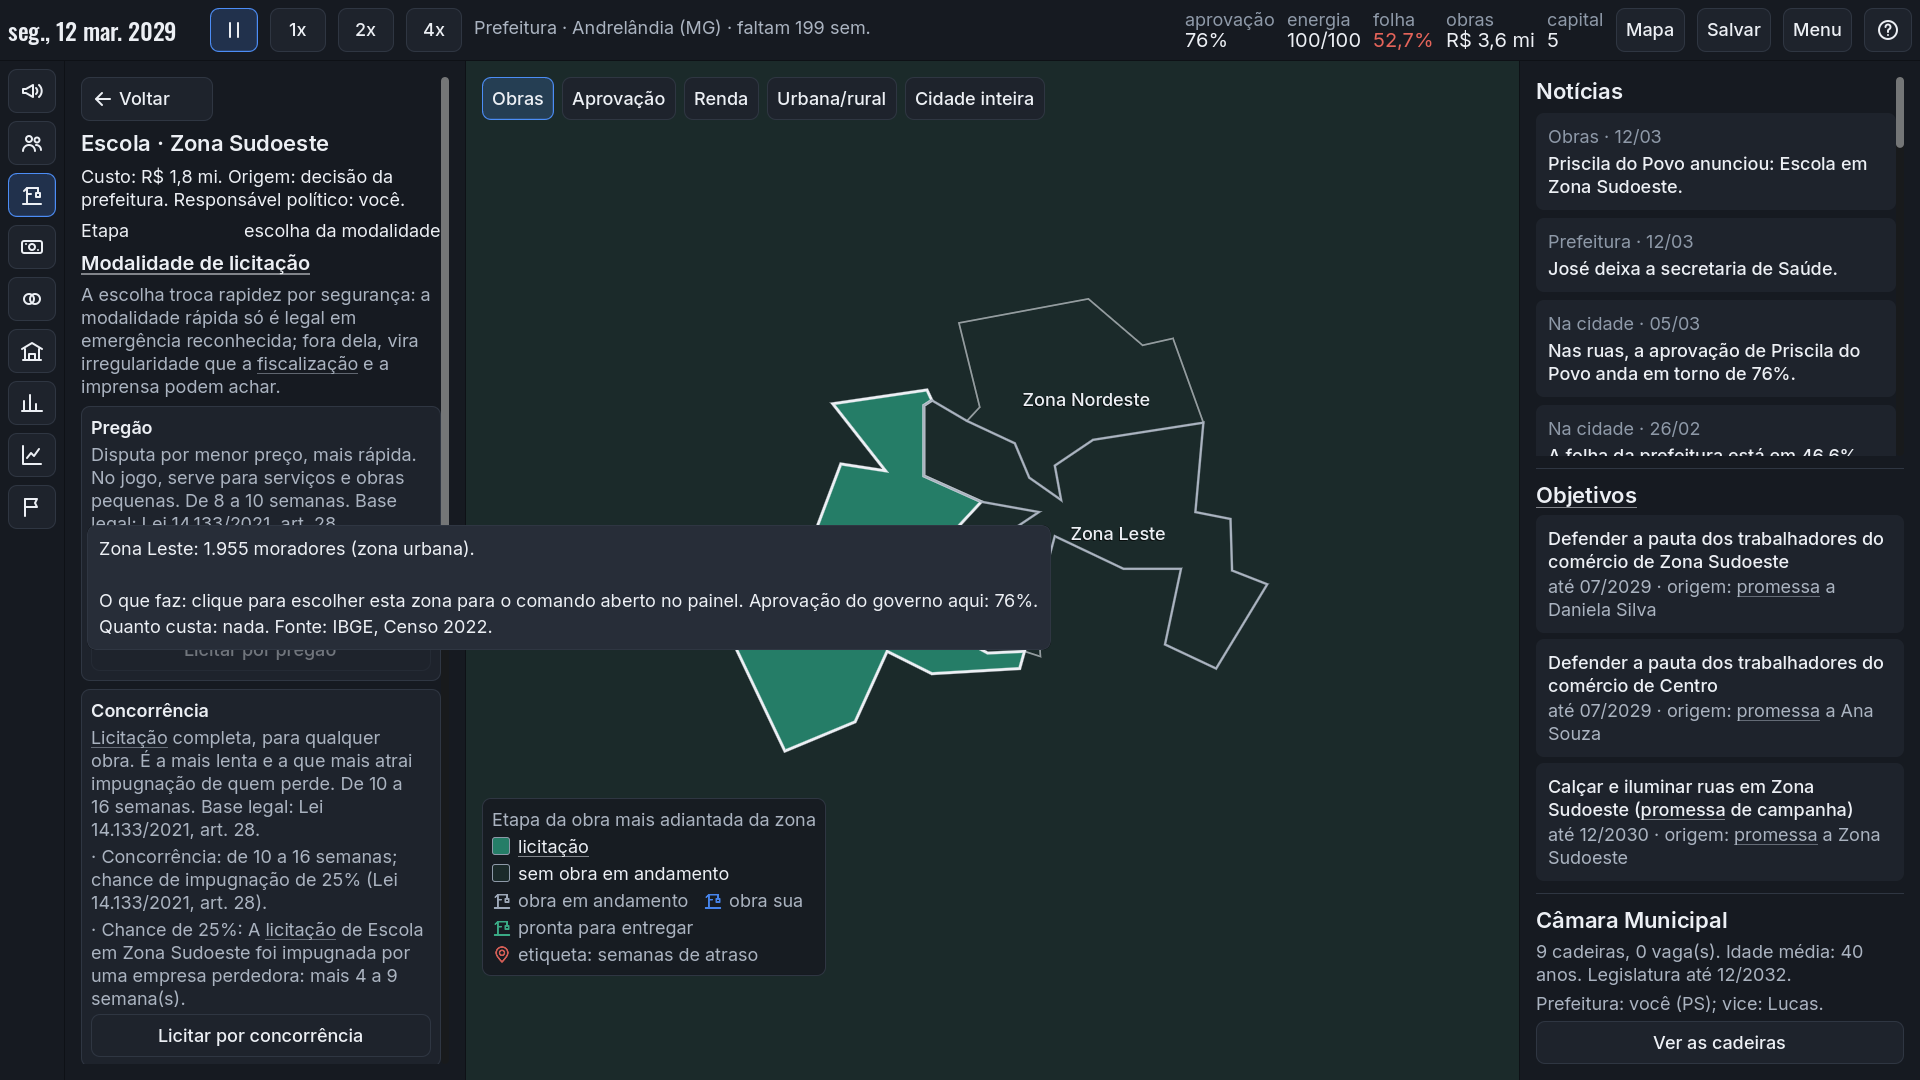 seg., 12 mar. 2029
1x
2x
4x
Prefeitura · Andrelândia (MG) · faltam 199 sem.
aprovação
76%
energia
100/100
folha
52,7%
obras
R$ 3,6 mi
capital
5
Mapa
Salvar
Menu
Voltar
Escola · Zona Sudoeste
Custo: R$ 1,8 mi. Origem: decisão da
prefeitura. Responsável político: você.
Etapa
escolha da modalidade
Modalidade de licitação
A escolha troca rapidez por segurança: a
modalidade rápida só é legal em
emergência reconhecida; fora dela, vira
irregularidade que a fiscalização e a
imprensa podem achar.
Pregão
Disputa por menor preço, mais rápida.
No jogo, serve para serviços e obras
pequenas. De 8 a 10 semanas. Base
legal: Lei 14.133/2021, art. 28.
Licitar por pregão
Concorrência
Licitação completa, para qualquer
obra. É a mais lenta e a que mais atrai
impugnação de quem perde. De 10 a
16 semanas. Base legal: Lei
14.133/2021, art. 28.
· Concorrência: de 10 a 16 semanas;
chance de impugnação de 25% (Lei
14.133/2021, art. 28).
· Chance de 25%: A licitação de Escola
em Zona Sudoeste foi impugnada por
uma empresa perdedora: mais 4 a 9
semana(s).
Licitar por concorrência
Obras
Aprovação
Renda
Urbana/rural
Cidade inteira
Zona Nordeste
Zona Leste
Zona Leste: 1.955 moradores (zona urbana).
O que faz: clique para escolher esta zona para o comando aberto no painel. Aprovação do governo aqui: 76%.
Quanto custa: nada. Fonte: IBGE, Censo 2022.
Etapa da obra mais adiantada da zona
licitação
sem obra em andamento
obra em andamento
obra sua
pronta para entregar
etiqueta: semanas de atraso
Notícias
Obras · 12/03
Priscila do Povo anunciou: Escola em
Zona Sudoeste.
Prefeitura · 12/03
José deixa a secretaria de Saúde.
Na cidade · 05/03
Nas ruas, a aprovação de Priscila do
Povo anda em torno de 76%.
Na cidade · 26/02
A folha da prefeitura está em 46,6%
Objetivos
Defender a pauta dos trabalhadores do
comércio de Zona Sudoeste
até 07/2029 · origem: promessa a
Daniela Silva
Defender a pauta dos trabalhadores do
comércio de Centro
até 07/2029 · origem: promessa a Ana
Souza
Calçar e iluminar ruas em Zona
Sudoeste (promessa de campanha)
até 12/2030 · origem: promessa a Zona
Sudoeste
Câmara Municipal
9 cadeiras, 0 vaga(s). Idade média: 40
anos. Legislatura até 12/2032.
Prefeitura: você (PS); vice: Lucas.
Ver as cadeiras